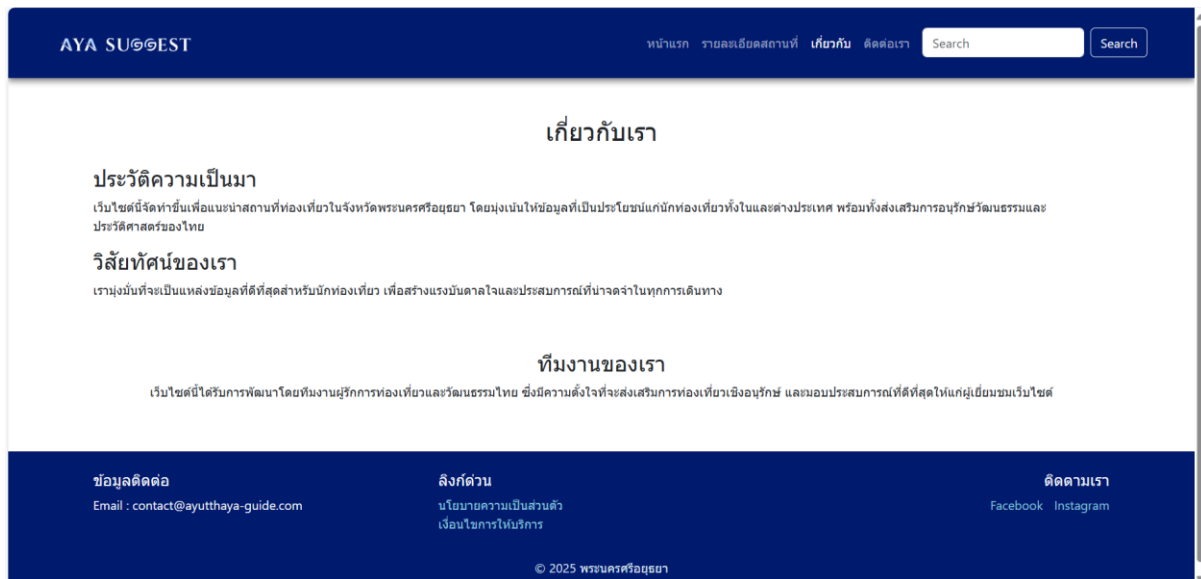 AYA SUGGEST
หน้าแรก รายละเอียดสถานที่ เกี่ยวกับ ติดต่อเรา Search Search
เกี่ยวกับเรา
ประวัติความเป็นมา
เว็บไซต์นี้จัดทำขึ้นเพื่อแนะนำสถานที่ท่องเที่ยวในจังหวัดพระนครศรีอยุธยา โดยมุ่งเน้นให้ข้อมูลที่เป็นประโยชน์แก่นักท่องเที่ยวทั้งในและต่างประเทศ พร้อมทั้งส่งเสริมการอนุรักษ์วัฒนธรรมและ
ประวัติศาสตร์ของไทย
วิสัยทัศน์ของเรา
เรามุ่งมั่นที่จะเป็นแหล่งข้อมูลที่ดีที่สุดสำหรับนักท่องเที่ยว เพื่อสร้างแรงบันดาลใจและประสบการณ์ที่น่าจดจำในทุกการเดินทาง
ทีมงานของเรา
เว็บไซต์นี้ได้รับการพัฒนาโดยทีมงานผู้รักการท่องเที่ยวและวัฒนธรรมไทย ซึ่งมีความตั้งใจที่จะส่งเสริมการท่องเที่ยวเชิงอนุรักษ์ และมอบประสบการณ์ที่ดีที่สุดให้แก่ผู้เยี่ยมชมเว็บไซต์
ข้อมูลติดต่อ
Email : contact@ayutthaya-guide.com
ลิงก์ด่วน
นโยบายความเป็นส่วนตัว
เงื่อนไขการให้บริการ
ติดตามเรา
Facebook Instagram
© 2025 พระนครศรีอยุธยา